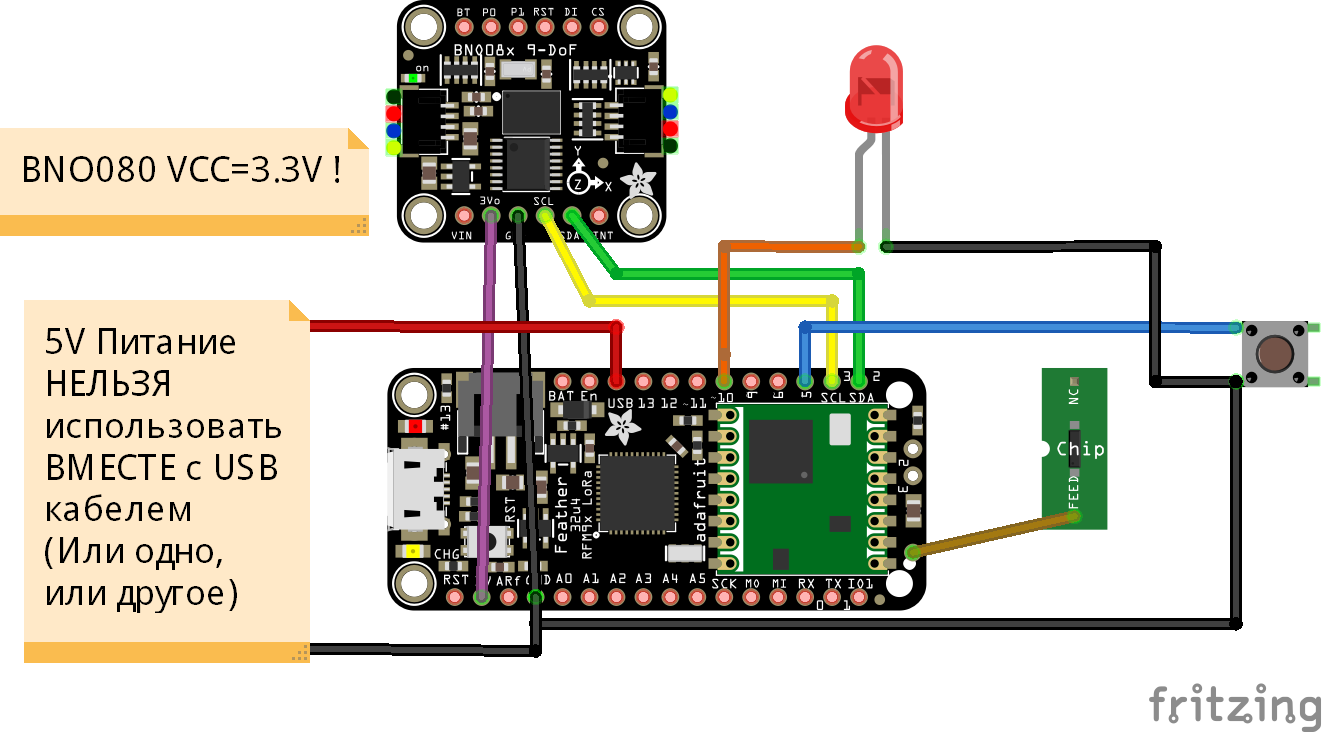 BT P0 P1 RST DI CS
BNO08x 9-DoF
on
Y
Z X
3Vo SCL
VIN G SDA INT
BNO080 VCC=3.3V !
5V Питание
НЕЛЬЗЯ
использовать
ВМЕСТЕ с USB
кабелем
(Или одно,
или другое)
3 2
BAT En USB 13 12 ~11 ~10 9 6 5 SCL SDA
#13
RST
Feather
32u4
RFM9x LoRa
adafruit
CHG
RST ARf GND A0 A1 A2 A3 A4 A5 SCK MO MI RX TX IO1
0 1
NC
Chip
FEED
fritzing